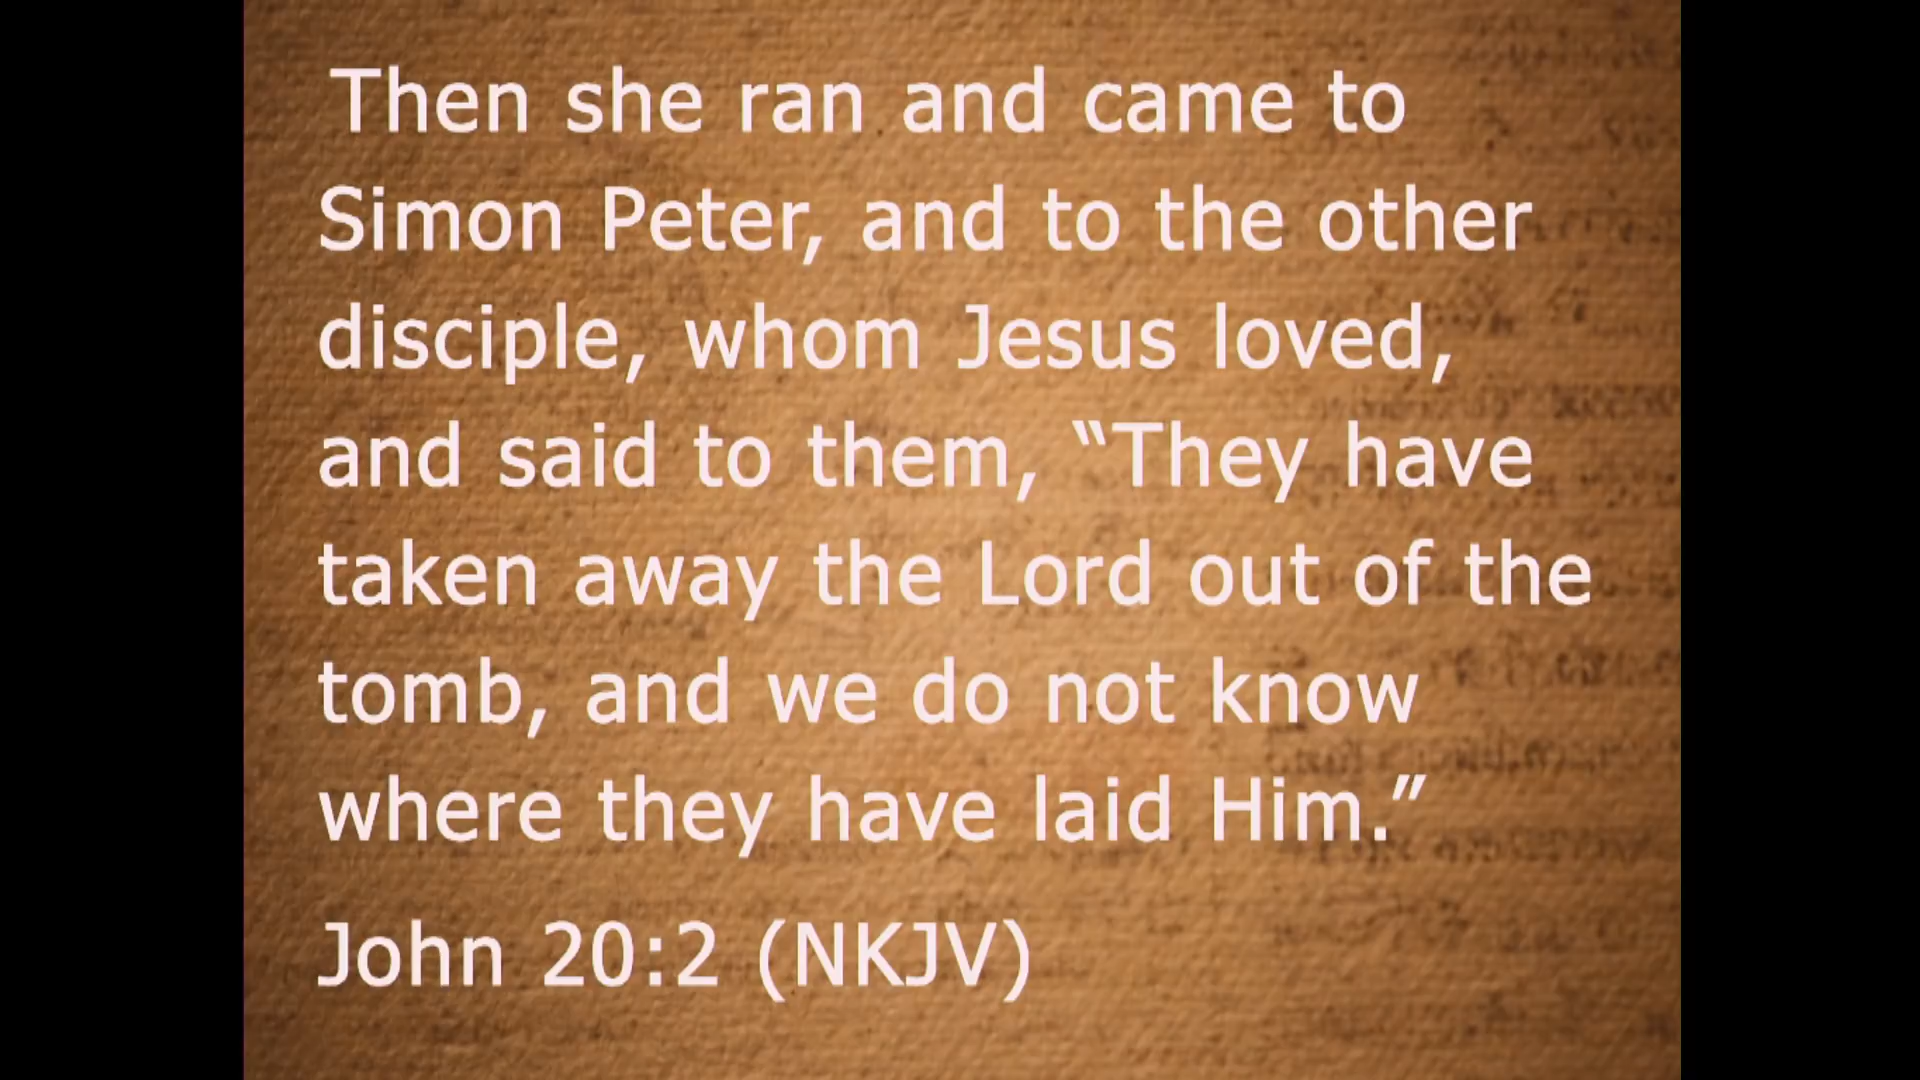 Then she ran and came to
Simon Peter, and to the other
disciple, whom Jesus loved,
and said to them, “They have
taken away the Lord out of the
tomb, and we do not know
where they have laid Him.”
John 20:2 (NKJV)